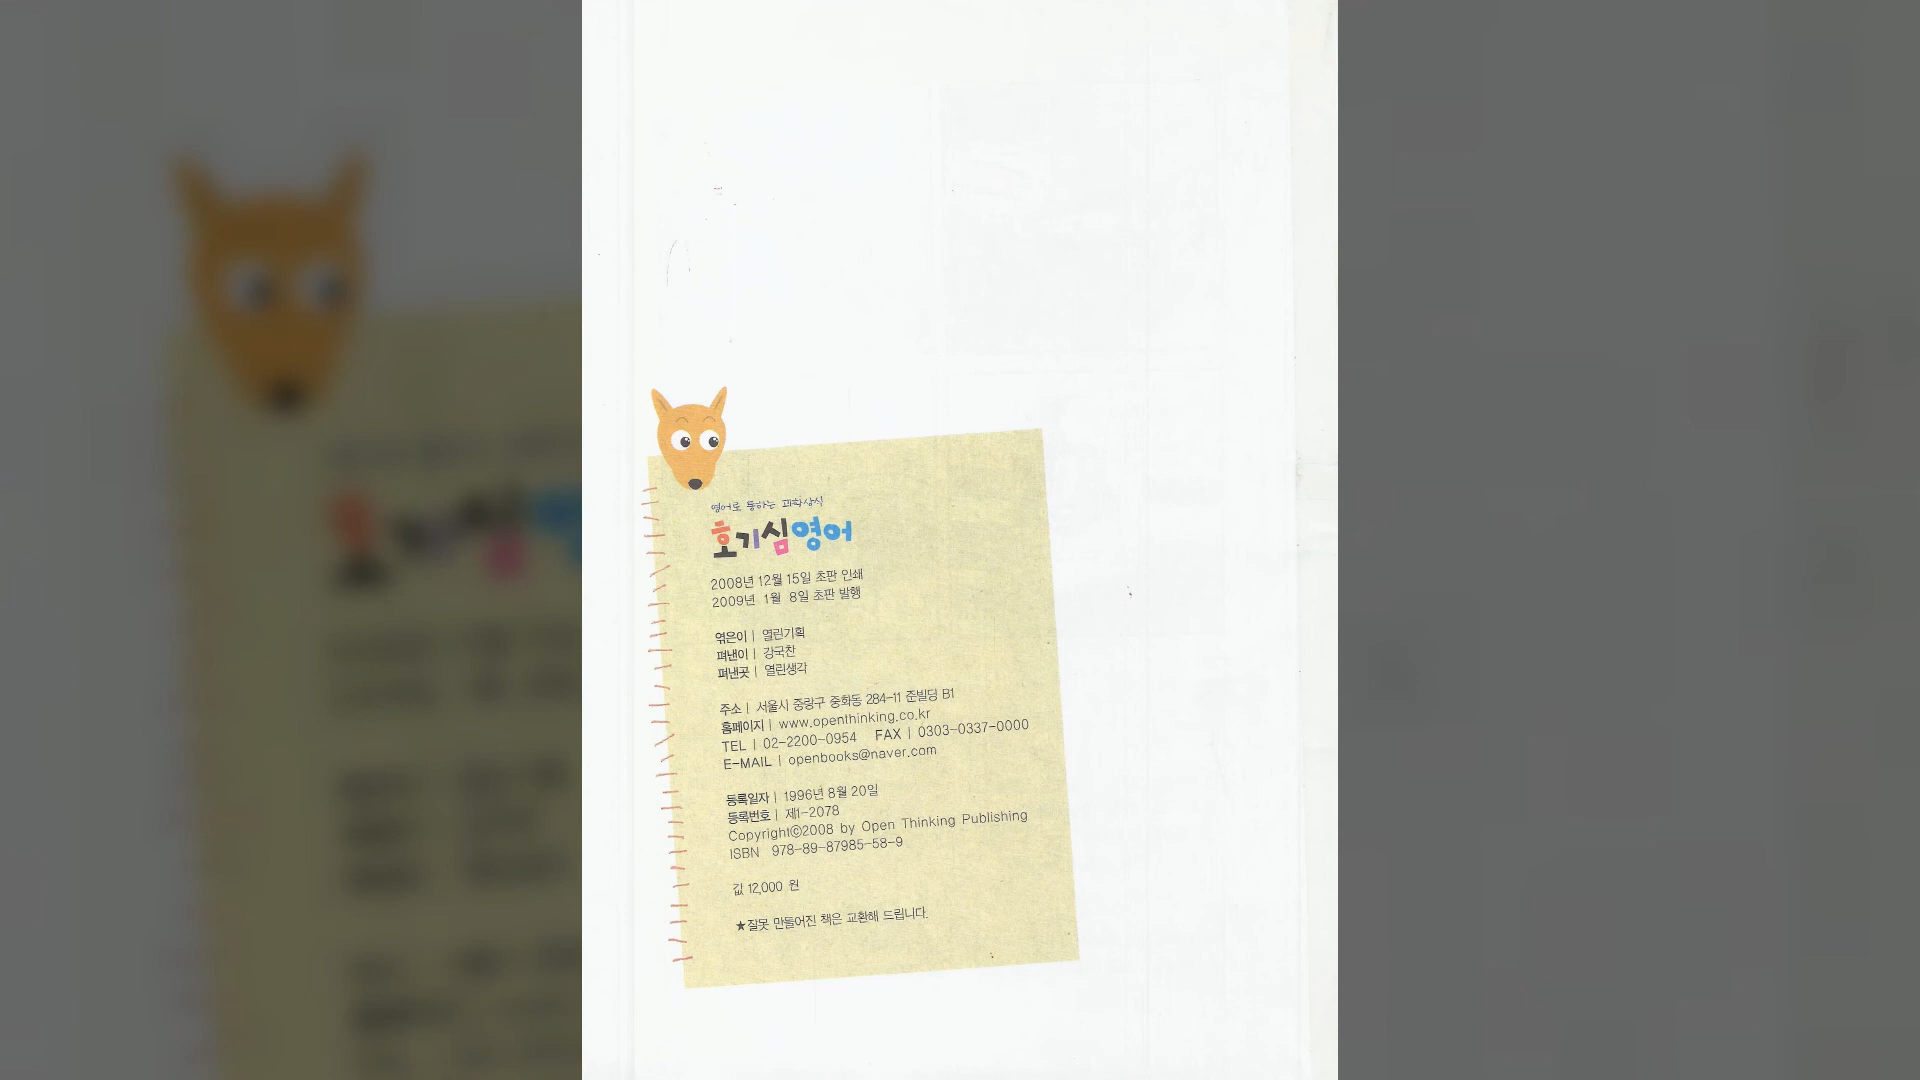 영어로 통하는 과학상식
호기심영어
2008년 12월 15일 초판 인쇄
2009년 1월 8일 초판 발행
엮은이 | 열린기획
펴낸이 | 강국찬
펴낸곳 | 열린생각
주소 | 서울시 중랑구 중화동 284-11 준빌딩 B1
홈페이지 | www.openthinking.co.kr
TEL | 02-2200-0954 FAX | 0303-0337-0000
E-MAIL | openbooks@naver.com
등록일자 | 1996년 8월 20일
등록번호 | 제1-2078
Copyrightⓒ2008 by Open Thinking Publishing
ISBN 978-89-87985-58-9
값 12,000 원
★잘못 만들어진 책은 교환해 드립니다.